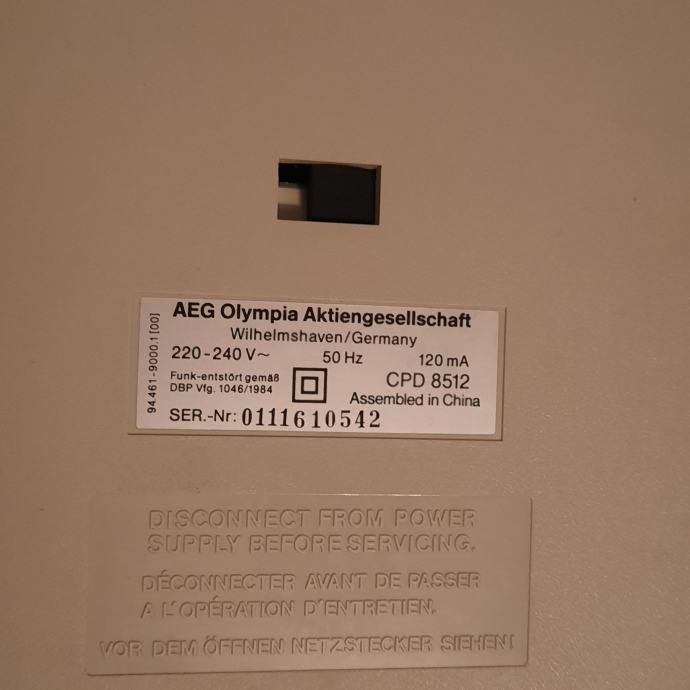 AEG Olympia Aktiengesellschaft
Wilhelmshaven/Germany
220-240 V~ 50 Hz 120 mA
Funk-entstört gemäß
DBP Vfg. 1046/1984
CPD 8512
Assembled in China
SER.-Nr: 0111610542
94.461-9000.1 [00]
DISCONNECT FROM POWER
SUPPLY BEFORE SERVICING.
DÉCONNECTER AVANT DE PASSER
A L'OPÉRATION D'ENTRETIEN.
VOR DEM ÖFFNEN NETZSTECKER SIEHEN!